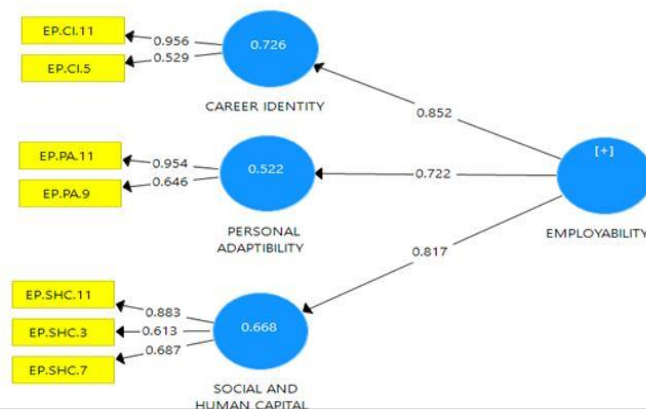 EP.CI.11
0.956
0.529
EP.CI.5
0.726
CAREER IDENTITY
0.852
EP.PA.11
0.954
0.646
EP.PA.9
0.522
PERSONAL
ADAPTIBILITY
0.722
[+]
EMPLOYABILITY
0.817
EP.SHC.11
0.883
EP.SHC.3
0.613
0.687
EP.SHC.7
0.668
SOCIAL AND
HUMAN CAPITAL